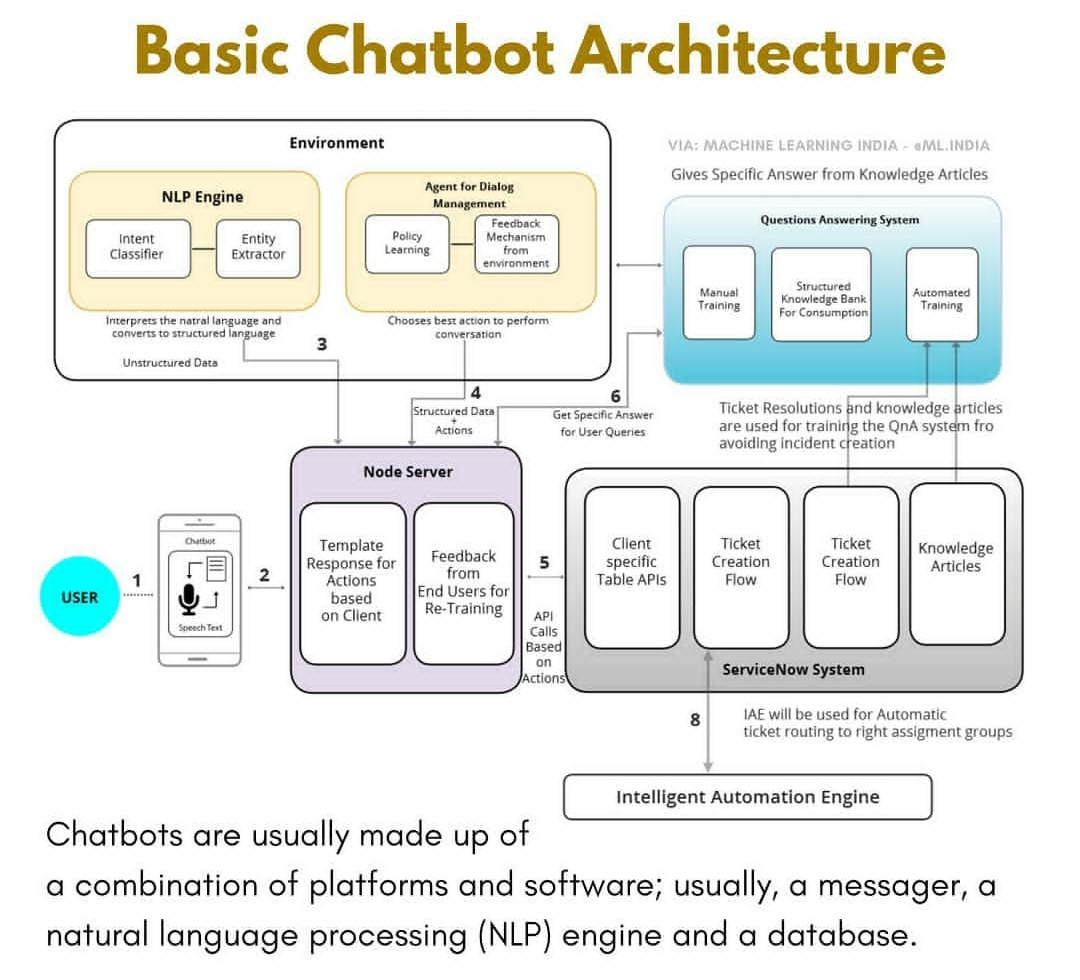 Basic Chatbot Architecture
Environment
VIA: MACHINE LEARNING INDIA - @ML.INDIA
Gives Specific Answer from Knowledge Articles
NLP Engine
Intent
Classifier
Entity
Extractor
Agent for Dialog
Management
Policy
Learning
Feedback
Mechanism
from
environment
Questions Answering System
Manual
Training
Structured
Knowledge Bank
For Consumption
Automated
Training
Interprets the natral language and
converts to structured language
Chooses best action to perform
conversation
Unstructured Data
3
4
Structured Data
+
Actions
6
Get Specific Answer
for User Queries
Ticket Resolutions and knowledge articles
are used for training the QnA system fro
avoiding incident creation
Node Server
Template
Response for
Actions
based
on Client
Feedback
from
End Users for
Re-Training
USER
1
Chatbot
Speech Text
2
5
API
Calls
Based
on
Actions
Client
specific
Table APIs
Ticket
Creation
Flow
Ticket
Creation
Flow
Knowledge
Articles
ServiceNow System
8
IAE will be used for Automatic
ticket routing to right assigment groups
Intelligent Automation Engine
Chatbots are usually made up of
a combination of platforms and software; usually, a messager, a
natural language processing (NLP) engine and a database.